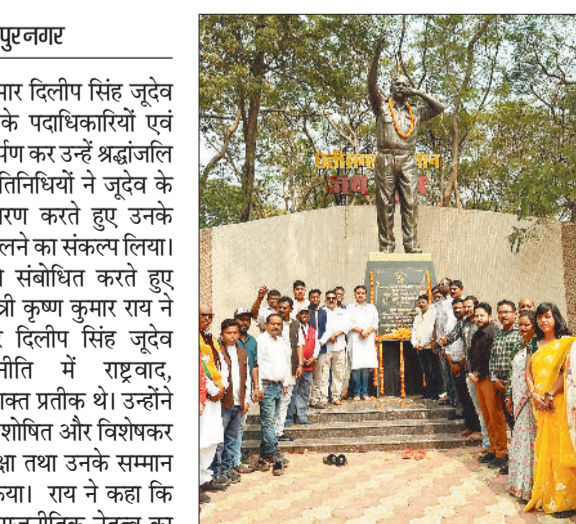 पुरनगर
मार दिलीप सिंह जूदेव
के पदाधिकारियों एवं
र्पण कर उन्हें श्रद्धांजलि
तिनिधियों ने जूदेव के
रण करते हुए उनके
लने का संकल्प लिया।
संबोधित करते हुए
त्री कृष्ण कुमार राय ने
दिलीप सिंह जूदेव
नीति में राष्ट्रवाद,
क्त प्रतीक थे। उन्होंने
शोषित और विशेषकर
क्षा तथा उनके सम्मान
कया। राय ने कहा कि